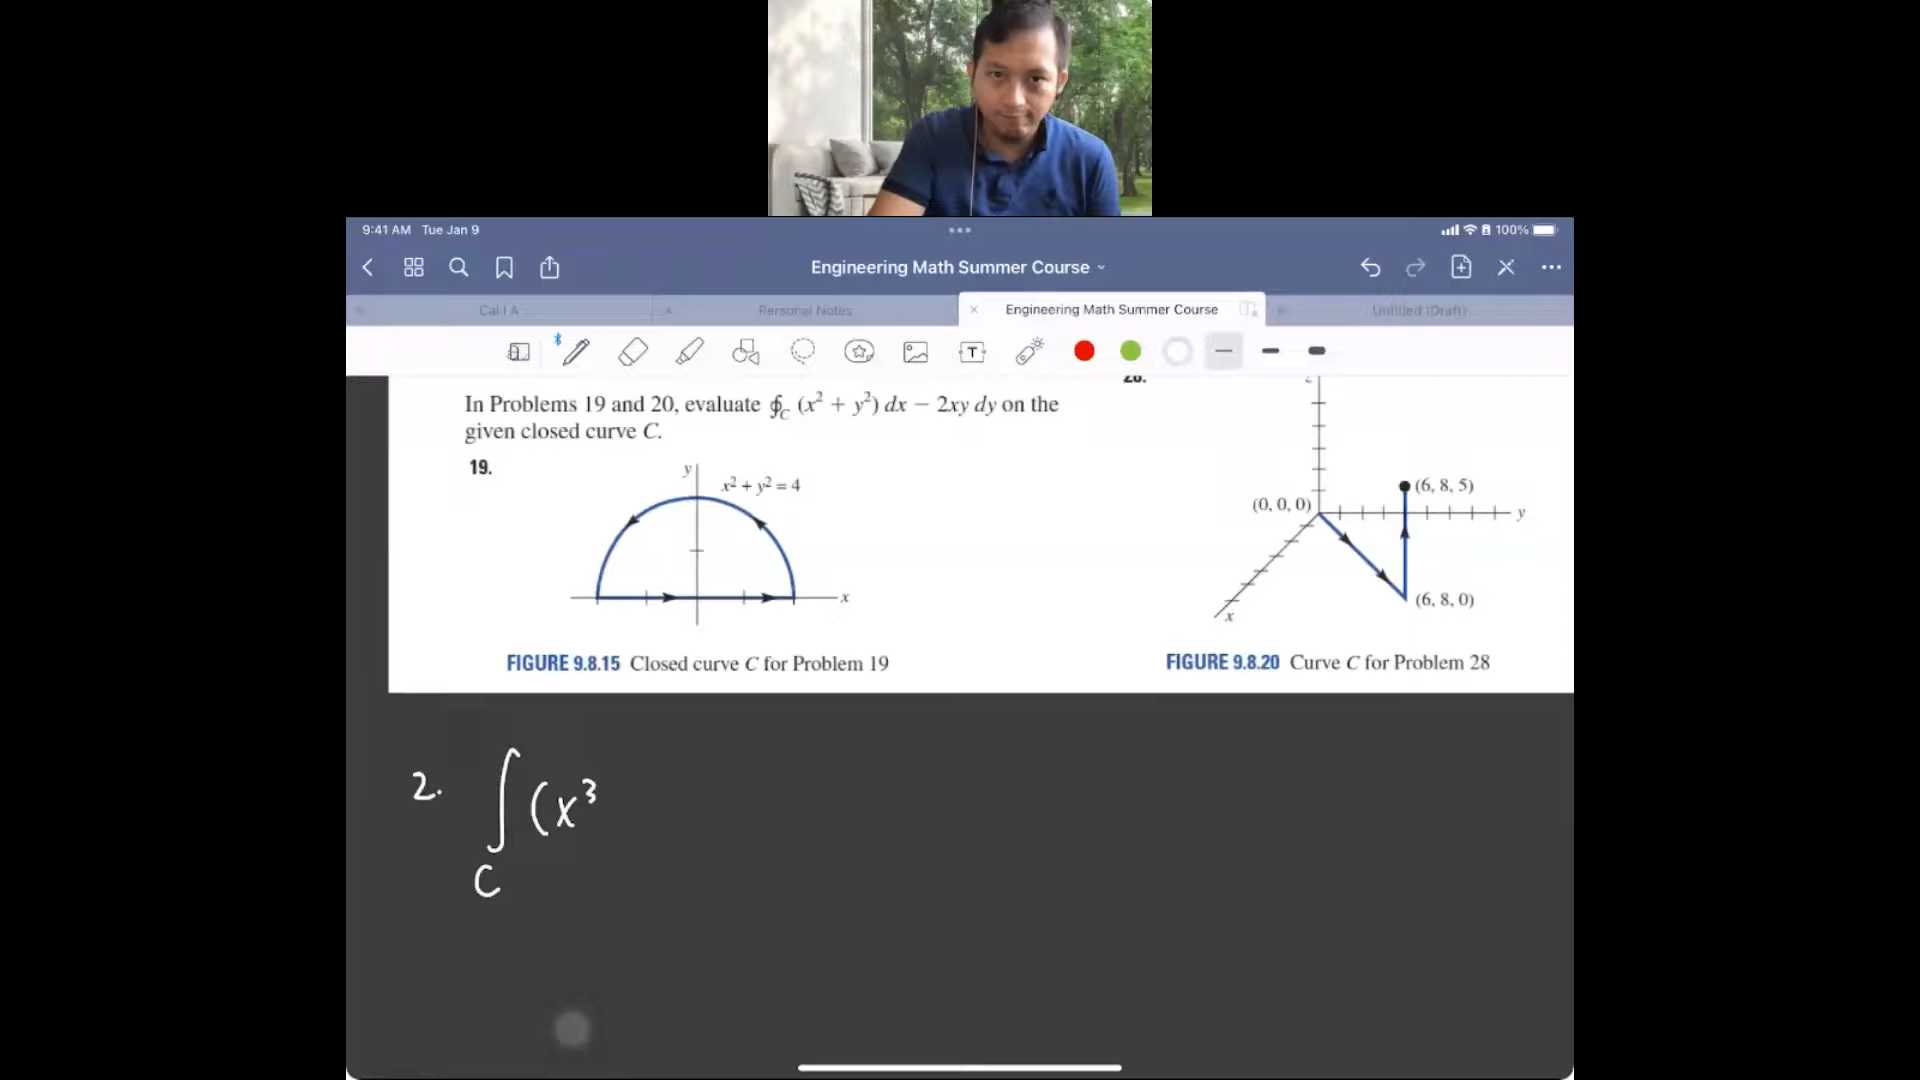 9:41 AM Tue Jan 9
100%
Engineering Math Summer Course
Cal I A
Personal Notes
Engineering Math Summer Course
Untitled (Draft)
T
In Problems 19 and 20, evaluate ∮C (x² + y²) dx − 2xy dy on the
given closed curve C.
19.
y
x² + y² = 4
x
FIGURE 9.8.15 Closed curve C for Problem 19
28.
z
(0, 0, 0)
(6, 8, 5)
y
(6, 8, 0)
x
FIGURE 9.8.20 Curve C for Problem 28
2. ∫ (x³
C